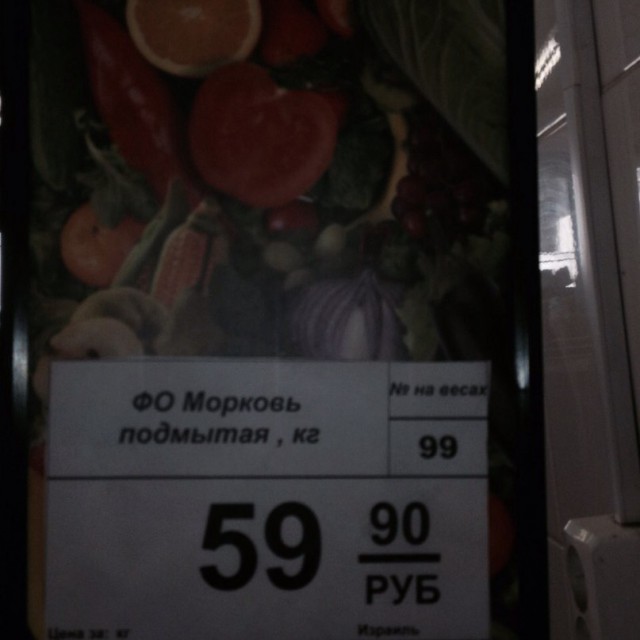 ФО Морковь
подмытая , кг
№ на весах
99
59 90
РУБ
Цена за: кг
Израиль